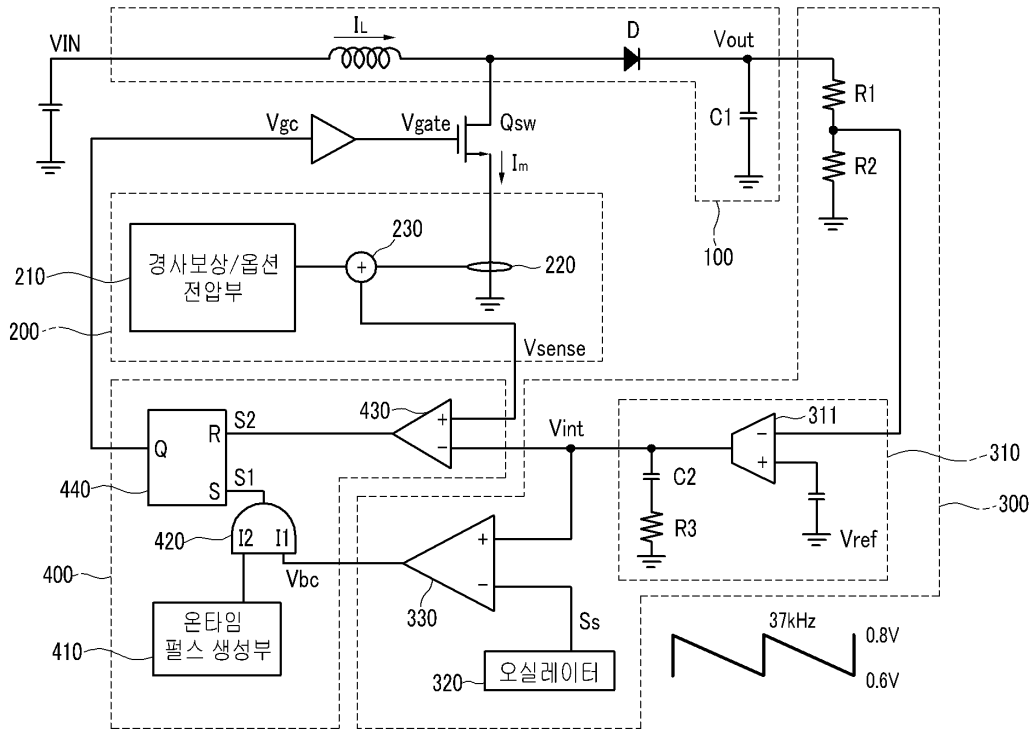 VIN
IL
D
Vout
R1
C1
R2
Vgc
Vgate
Qsw
Im
100
230
210
경사보상/옵션
전압부
+
220
200
Vsense
430
+
−
Vint
311
−
+
310
S2
Q
R
S1
S
440
C2
R3
Vref
300
420
I2
I1
Vbc
+
−
330
400
Ss
37kHz
0.8V
0.6V
410
온타임
펄스 생성부
320
오실레이터